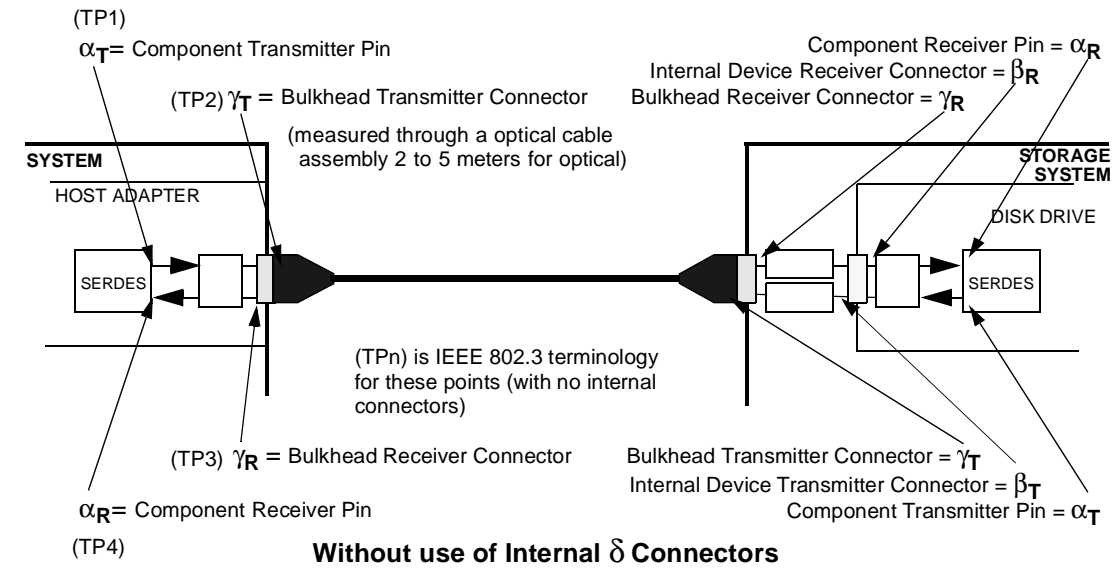 (TP1)
αT= Component Transmitter Pin
(TP2) γT = Bulkhead Transmitter Connector
(measured through a optical cable
assembly 2 to 5 meters for optical)
Component Receiver Pin = αR
Internal Device Receiver Connector = βR
Bulkhead Receiver Connector = γR
SYSTEM
HOST ADAPTER
SERDES
STORAGE
SYSTEM
DISK DRIVE
SERDES
(TPn) is IEEE 802.3 terminology
for these points (with no internal
connectors)
(TP3) γR = Bulkhead Receiver Connector
αR= Component Receiver Pin
(TP4)
Bulkhead Transmitter Connector = γT
Internal Device Transmitter Connector = βT
Component Transmitter Pin = αT
Without use of Internal δ Connectors